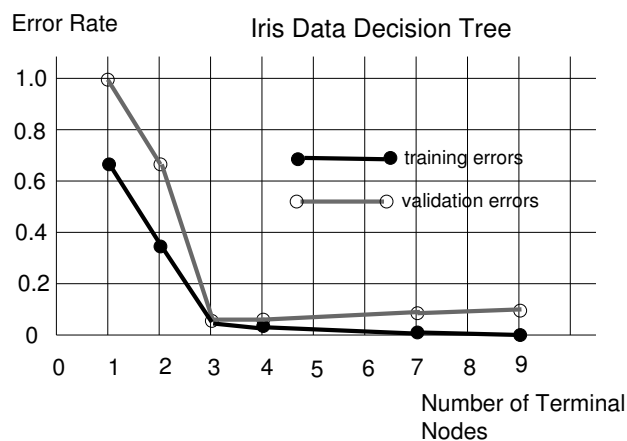 Error Rate
Iris Data Decision Tree
1.0
0.8
0.6
0.4
0.2
0
training errors
validation errors
0 1 2 3 4 5 6 7 8 9
Number of Terminal
Nodes